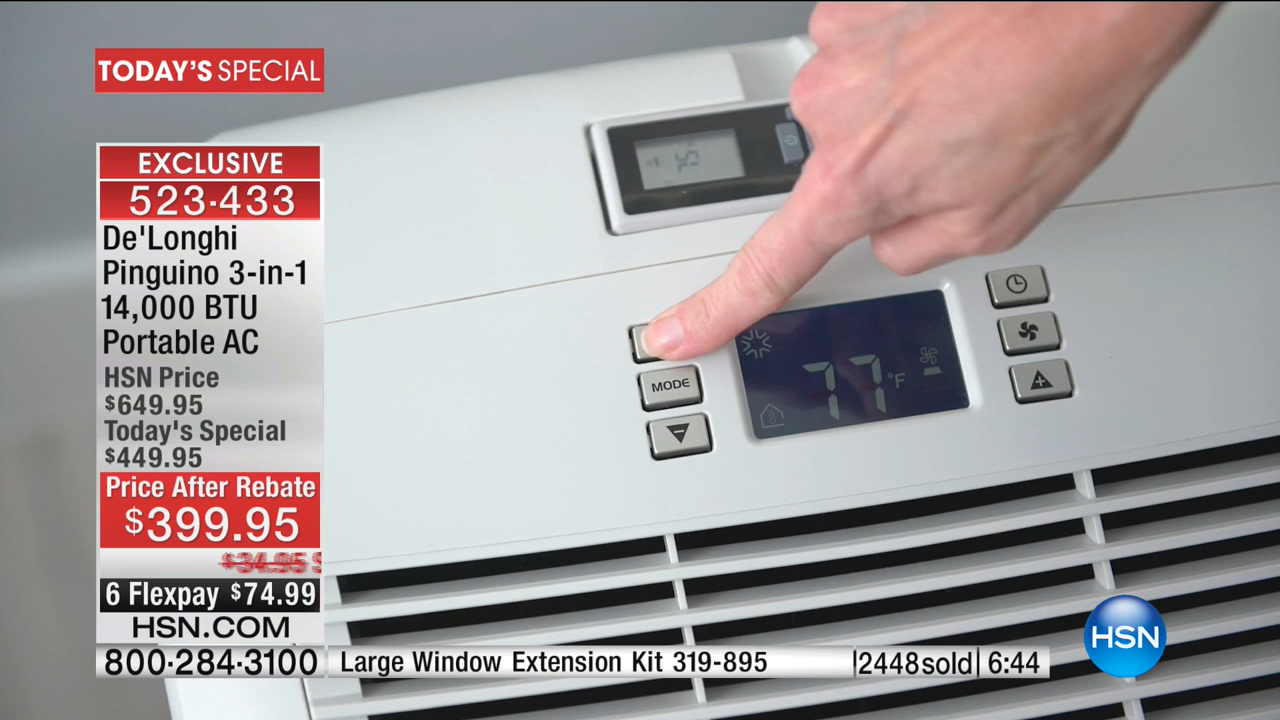 TODAY'S SPECIAL
EXCLUSIVE
523·433
De'Longhi
Pinguino 3-in-1
14,000 BTU
Portable AC
HSN Price
$649.95
Today's Special
$449.95
Price After Rebate
$399.95
$34.95 S
6 Flexpay $74.99
HSN.COM
800·284·3100
Large Window Extension Kit 319-895
2448sold
6:44
HSN
MODE
77°F